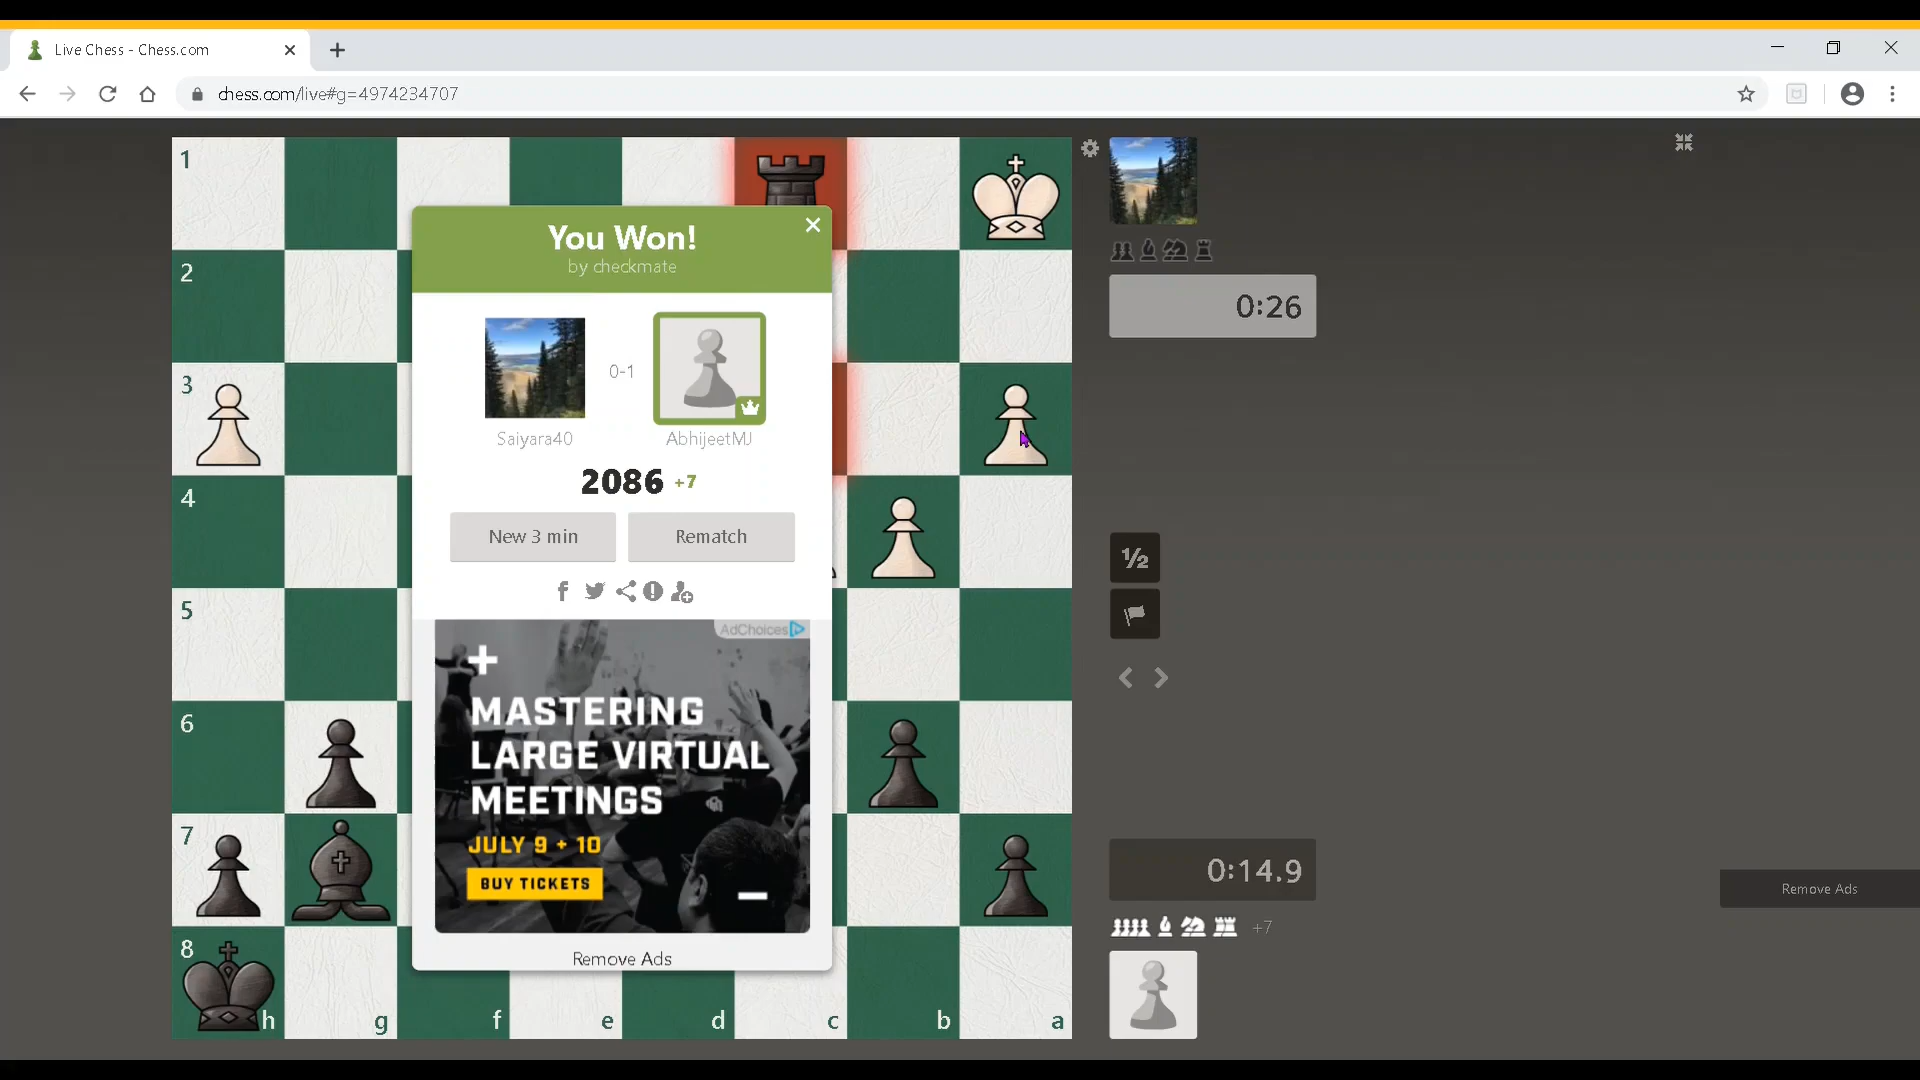 Live Chess - Chess.com
chess.com/live#g=4974234707
1
2
3
4
5
6
7
8
h g f e d c b a
You Won!
by checkmate
0-1
Saiyara40 AbhijeetMJ
2086 +7
New 3 min Rematch
AdChoices
MASTERING
LARGE VIRTUAL
MEETINGS
JULY 9 + 10
BUY TICKETS
Remove Ads
0:26
½
0:14.9
+7
Remove Ads